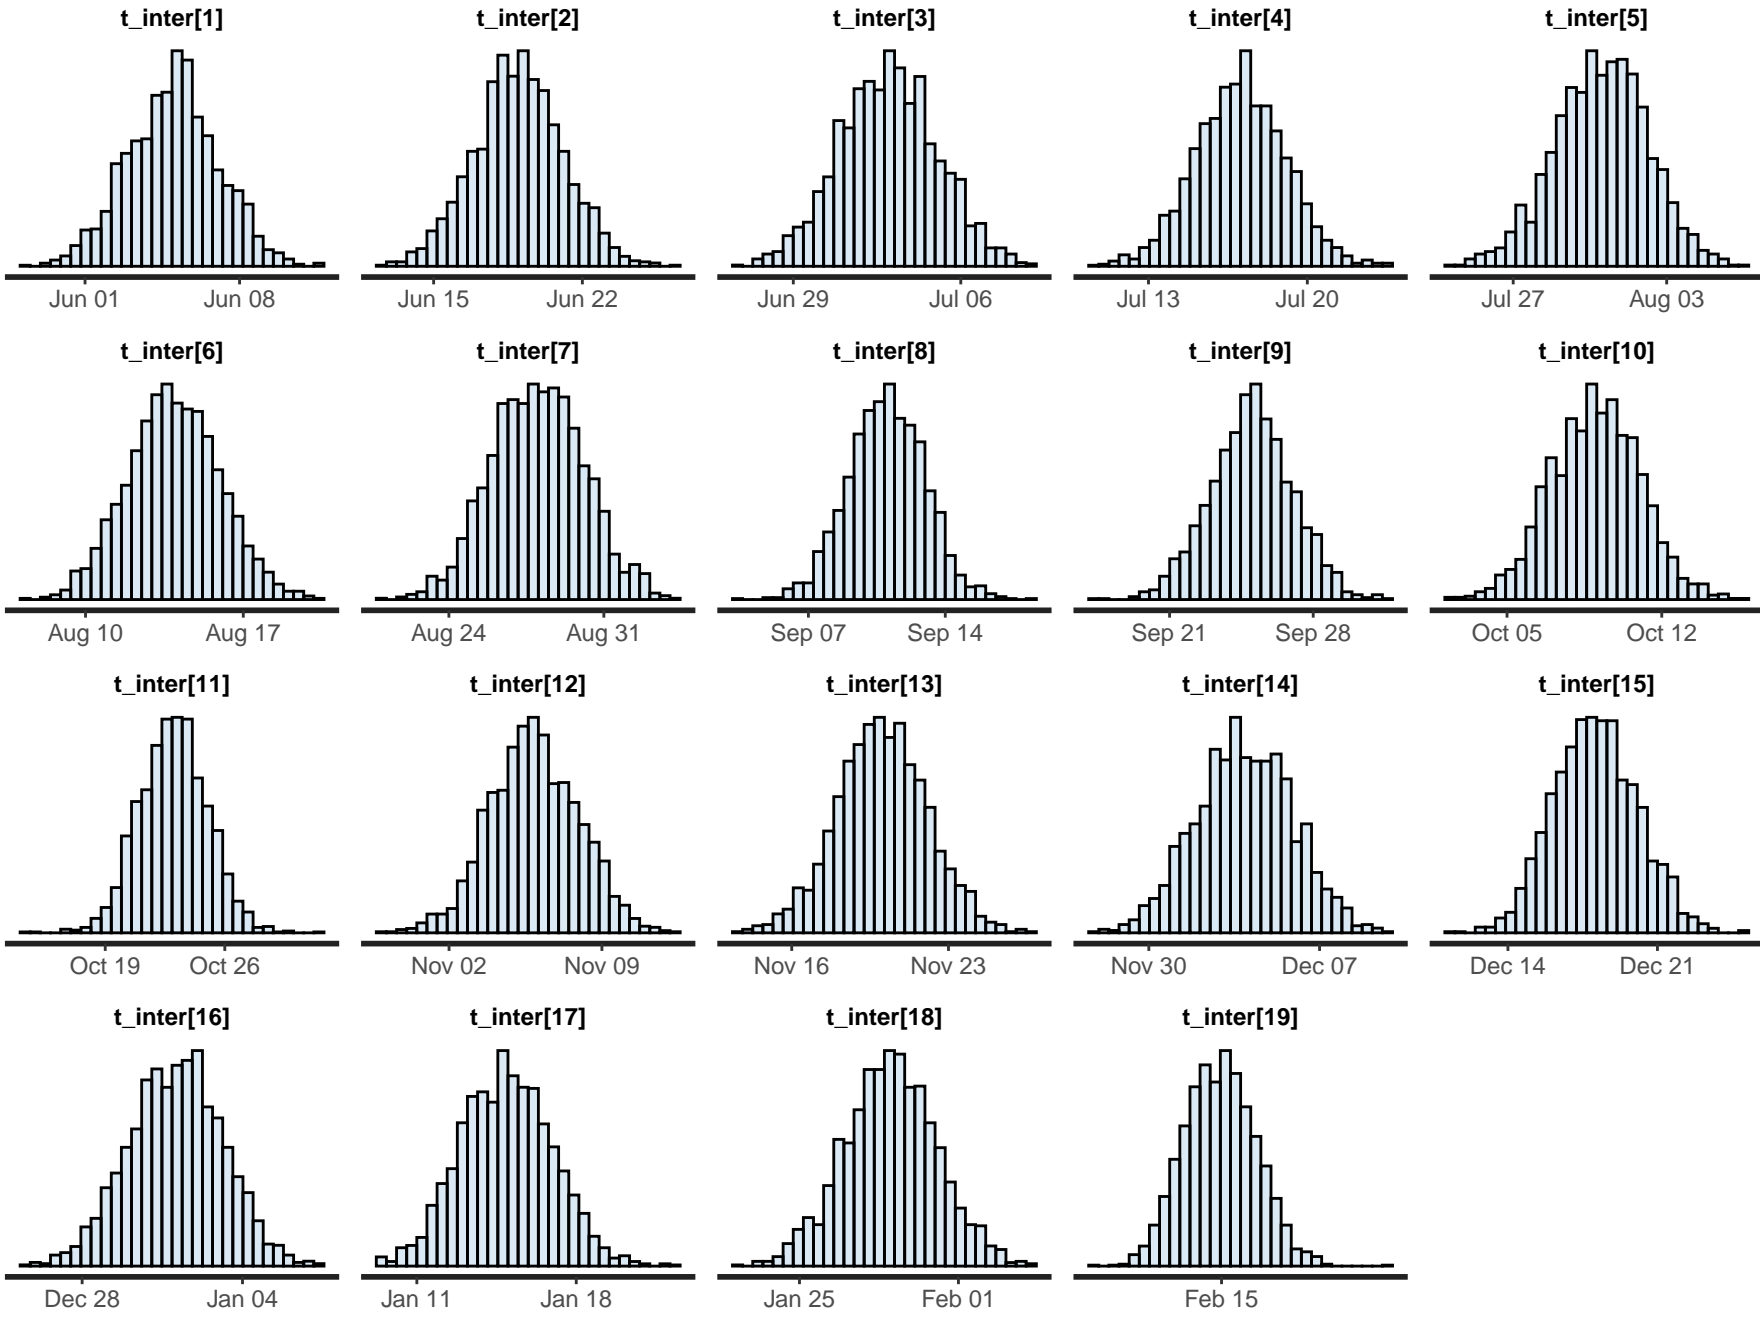 t_inter[1] t_inter[2] t_inter[3] t_inter[4] t_inter[5]
Jun 01 Jun 08 Jun 15 Jun 22 Jun 29 Jul 06 Jul 13 Jul 20 Jul 27 Aug 03
t_inter[6] t_inter[7] t_inter[8] t_inter[9] t_inter[10]
Aug 10 Aug 17 Aug 24 Aug 31 Sep 07 Sep 14 Sep 21 Sep 28 Oct 05 Oct 12
t_inter[11] t_inter[12] t_inter[13] t_inter[14] t_inter[15]
Oct 19 Oct 26 Nov 02 Nov 09 Nov 16 Nov 23 Nov 30 Dec 07 Dec 14 Dec 21
t_inter[16] t_inter[17] t_inter[18] t_inter[19]
Dec 28 Jan 04 Jan 11 Jan 18 Jan 25 Feb 01 Feb 15